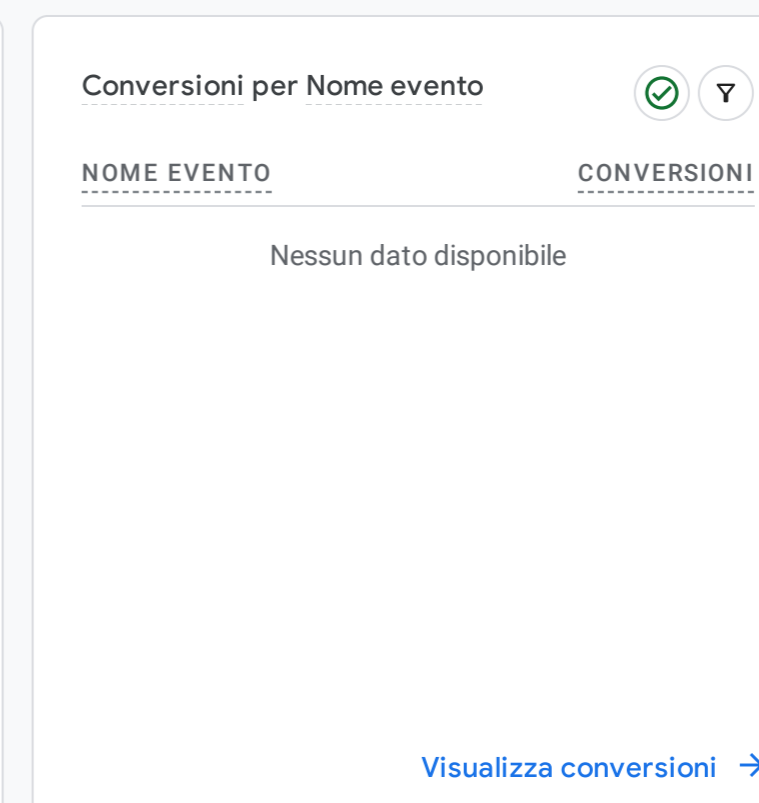 Conversioni per Nome evento
NOME EVENTO CONVERSIONI
Nessun dato disponibile
Visualizza conversioni